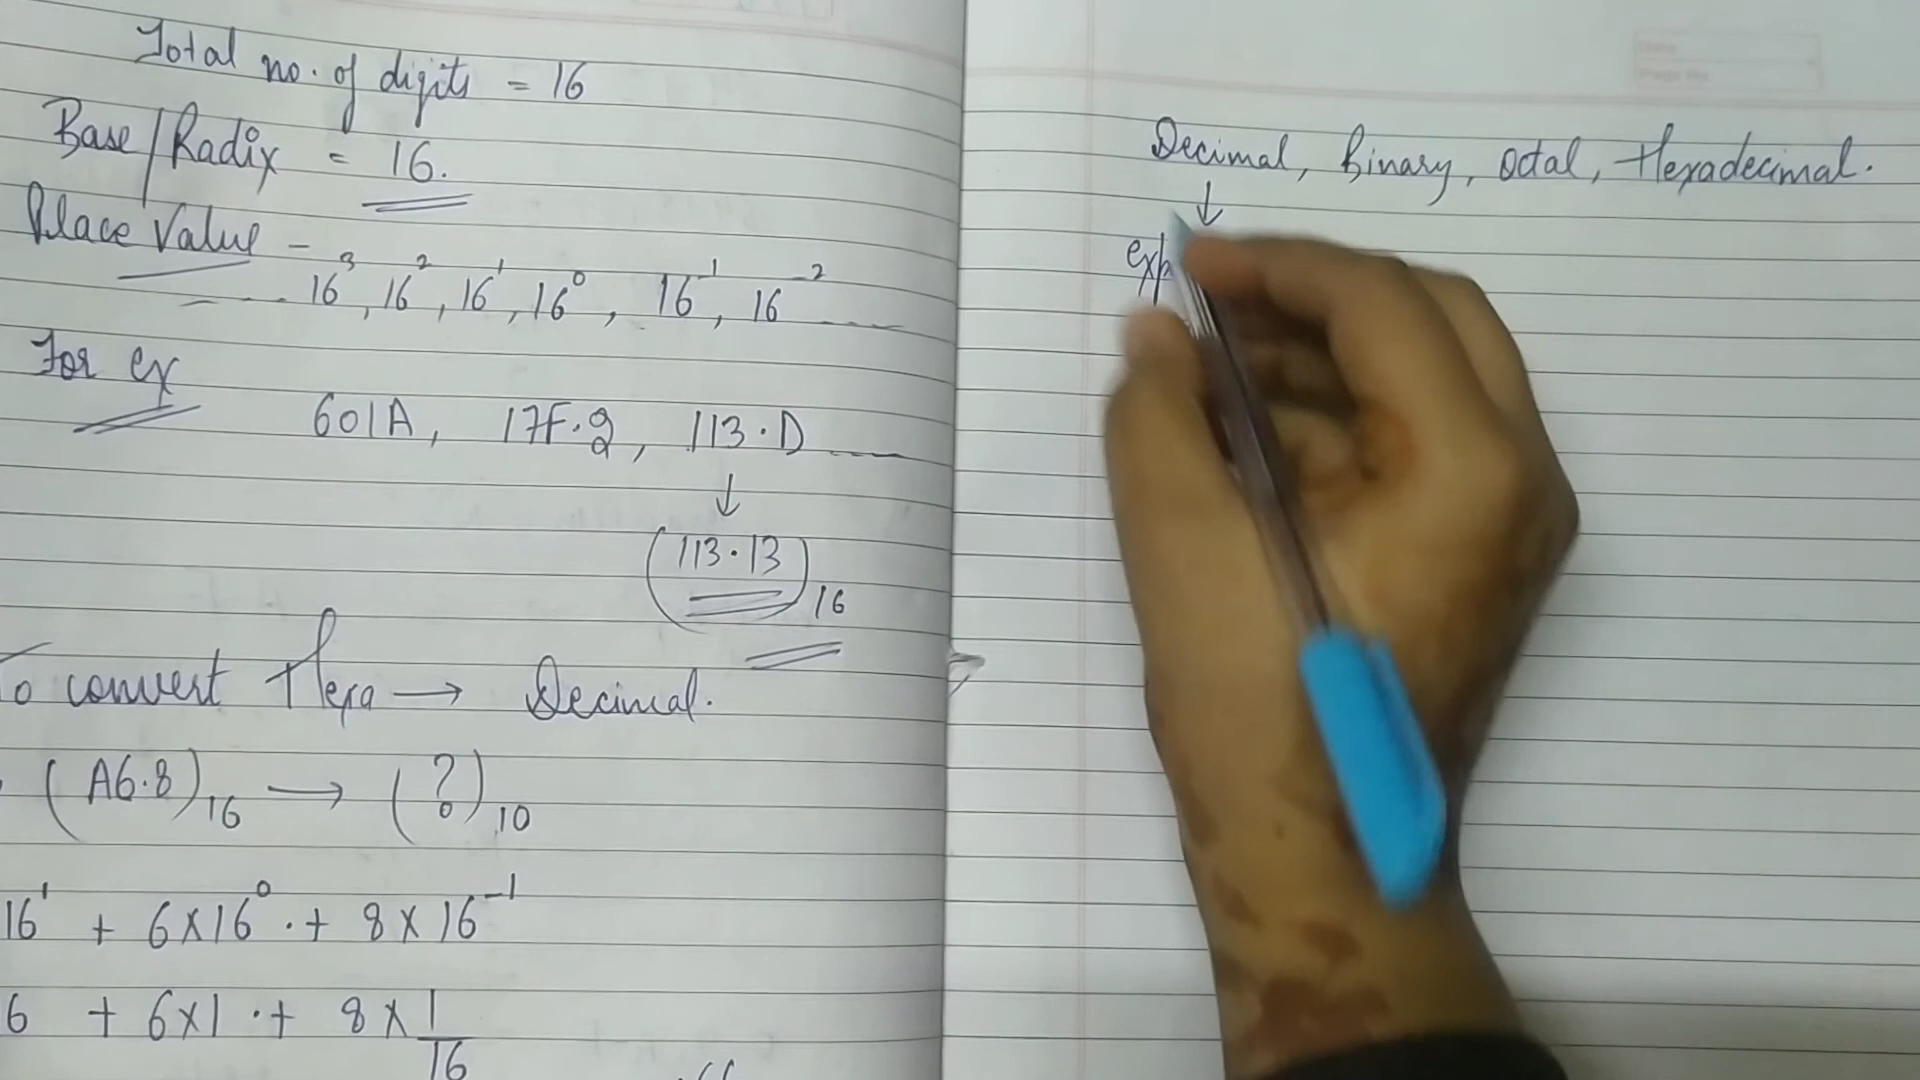 Total no. of digits = 16
Base/Radix = 16.
Place Value -
---- 16³, 16², 16¹, 16⁰, 16⁻¹, 16⁻² ----
For ex
601A, 17F.9, 113.D ----
↓
(113.13)₁₆
To convert Hexa → Decimal.
(A6.8)₁₆ → (?)₁₀
16¹ + 6×16⁰ .+ 8×16⁻¹
6 + 6×1 .+ 8×1/16
Decimal, Binary, Octal, Hexadecimal.
↓
exp